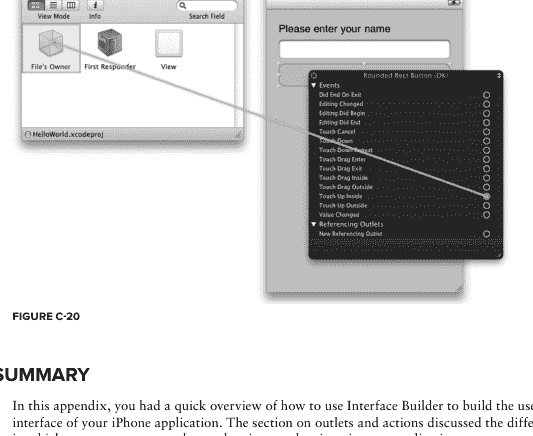 View Mode
Info
Search Field
File's Owner
First Responder
View
HelloWorld.xcodeproj
Please enter your name
Rounded Rect Button (OK)
Events
Did End On Exit
Editing Changed
Editing Did Begin
Editing Did End
Touch Cancel
Touch Down
Touch Down Repeat
Touch Drag Enter
Touch Drag Exit
Touch Drag Inside
Touch Drag Outside
Touch Up Inside
Touch Up Outside
Value Changed
Referencing Outlets
New Referencing Outlet
FIGURE C-20
SUMMARY
In this appendix, you had a quick overview of how to use Interface Builder to build the use
interface of your iPhone application. The section on outlets and actions discussed the diffe